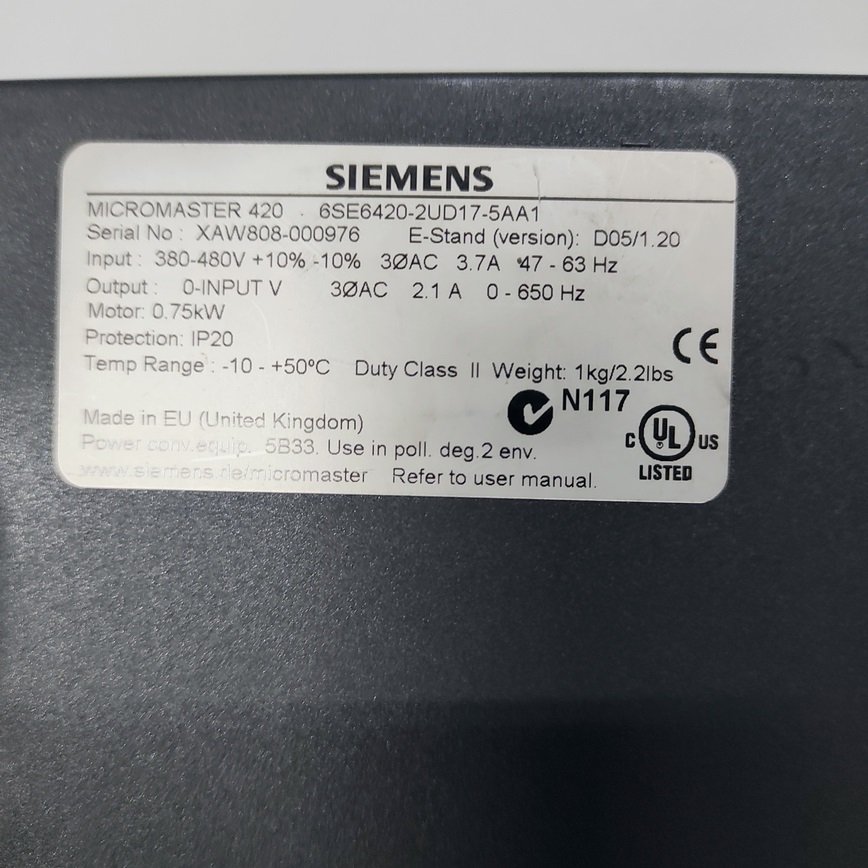 SIEMENS
MICROMASTER 420 . 6SE6420-2UD17-5AA1
Serial No : XAW808-000976 E-Stand (version): D05/1.20
Input : 380-480V +10% -10% 3ØAC 3.7A 47 - 63 Hz
Output : 0-INPUT V 3ØAC 2.1 A 0 - 650 Hz
Motor: 0.75kW
Protection: IP20
Temp Range : -10 - +50ºC Duty Class II Weight: 1kg/2.2lbs
CE
N117
Made in EU (United Kingdom)
Power conv.equip. 5B33. Use in poll. deg.2 env.
C UL US
LISTED
www.siemens.de/micromaster Refer to user manual.